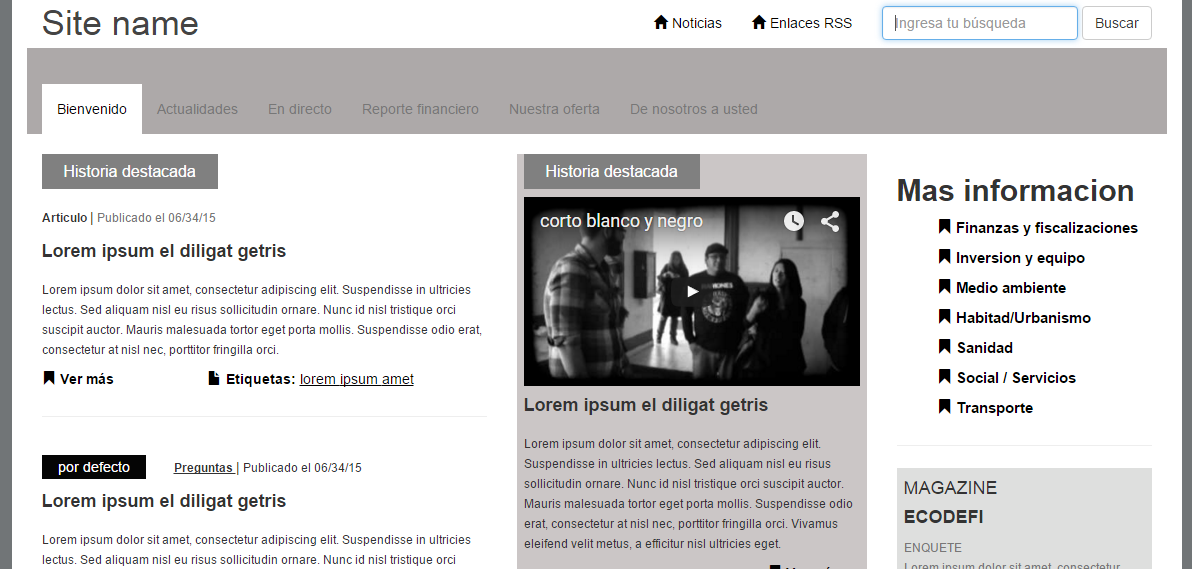 Site name
Noticias
Enlaces RSS
Ingresa tu búsqueda
Buscar
Bienvenido
Actualidades
En directo
Reporte financiero
Nuestra oferta
De nosotros a usted
Historia destacada
Articulo | Publicado el 06/34/15
Lorem ipsum el diligat getris
Lorem ipsum dolor sit amet, consectetur adipiscing elit. Suspendisse in ultricies
lectus. Sed aliquam nisl eu risus sollicitudin ornare. Nunc id nisl tristique orci
suscipit auctor. Mauris malesuada tortor eget porta mollis. Suspendisse odio erat,
consectetur at nisl nec, porttitor fringilla orci.
Ver más
Etiquetas: lorem ipsum amet
por defecto
Preguntas | Publicado el 06/34/15
Lorem ipsum el diligat getris
Lorem ipsum dolor sit amet, consectetur adipiscing elit. Suspendisse in ultricies
lectus. Sed aliquam nisl eu risus sollicitudin ornare. Nunc id nisl tristique orci
Historia destacada
corto blanco y negro
Lorem ipsum el diligat getris
Lorem ipsum dolor sit amet, consectetur adipiscing elit.
Suspendisse in ultricies lectus. Sed aliquam nisl eu risus
sollicitudin ornare. Nunc id nisl tristique orci suscipit auctor.
Mauris malesuada tortor eget porta mollis. Suspendisse odio
erat, consectetur at nisl nec, porttitor fringilla orci. Vivamus
eleifend velit metus, a efficitur nisl ultricies eget.
Mas informacion
Finanzas y fiscalizaciones
Inversion y equipo
Medio ambiente
Habitad/Urbanismo
Sanidad
Social / Servicios
Transporte
MAGAZINE
ECODEFI
ENQUETE
Lorem ipsum dolor sit amet, consectetur